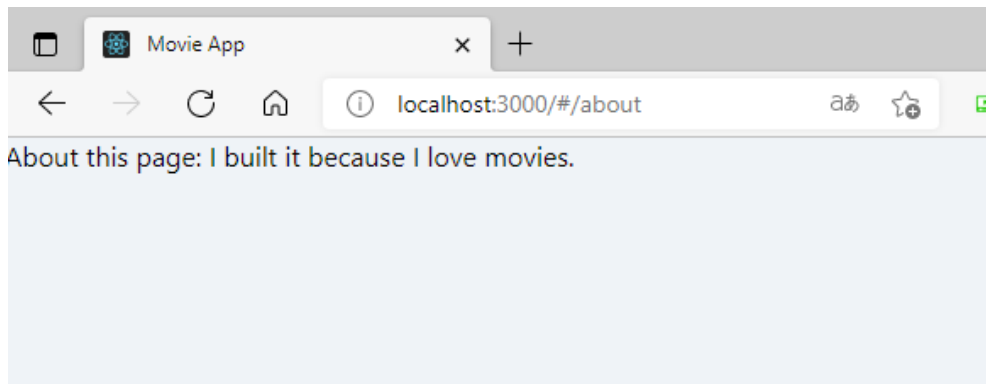 Movie App
localhost:3000/#/about
aあ
About this page: I built it because I love movies.